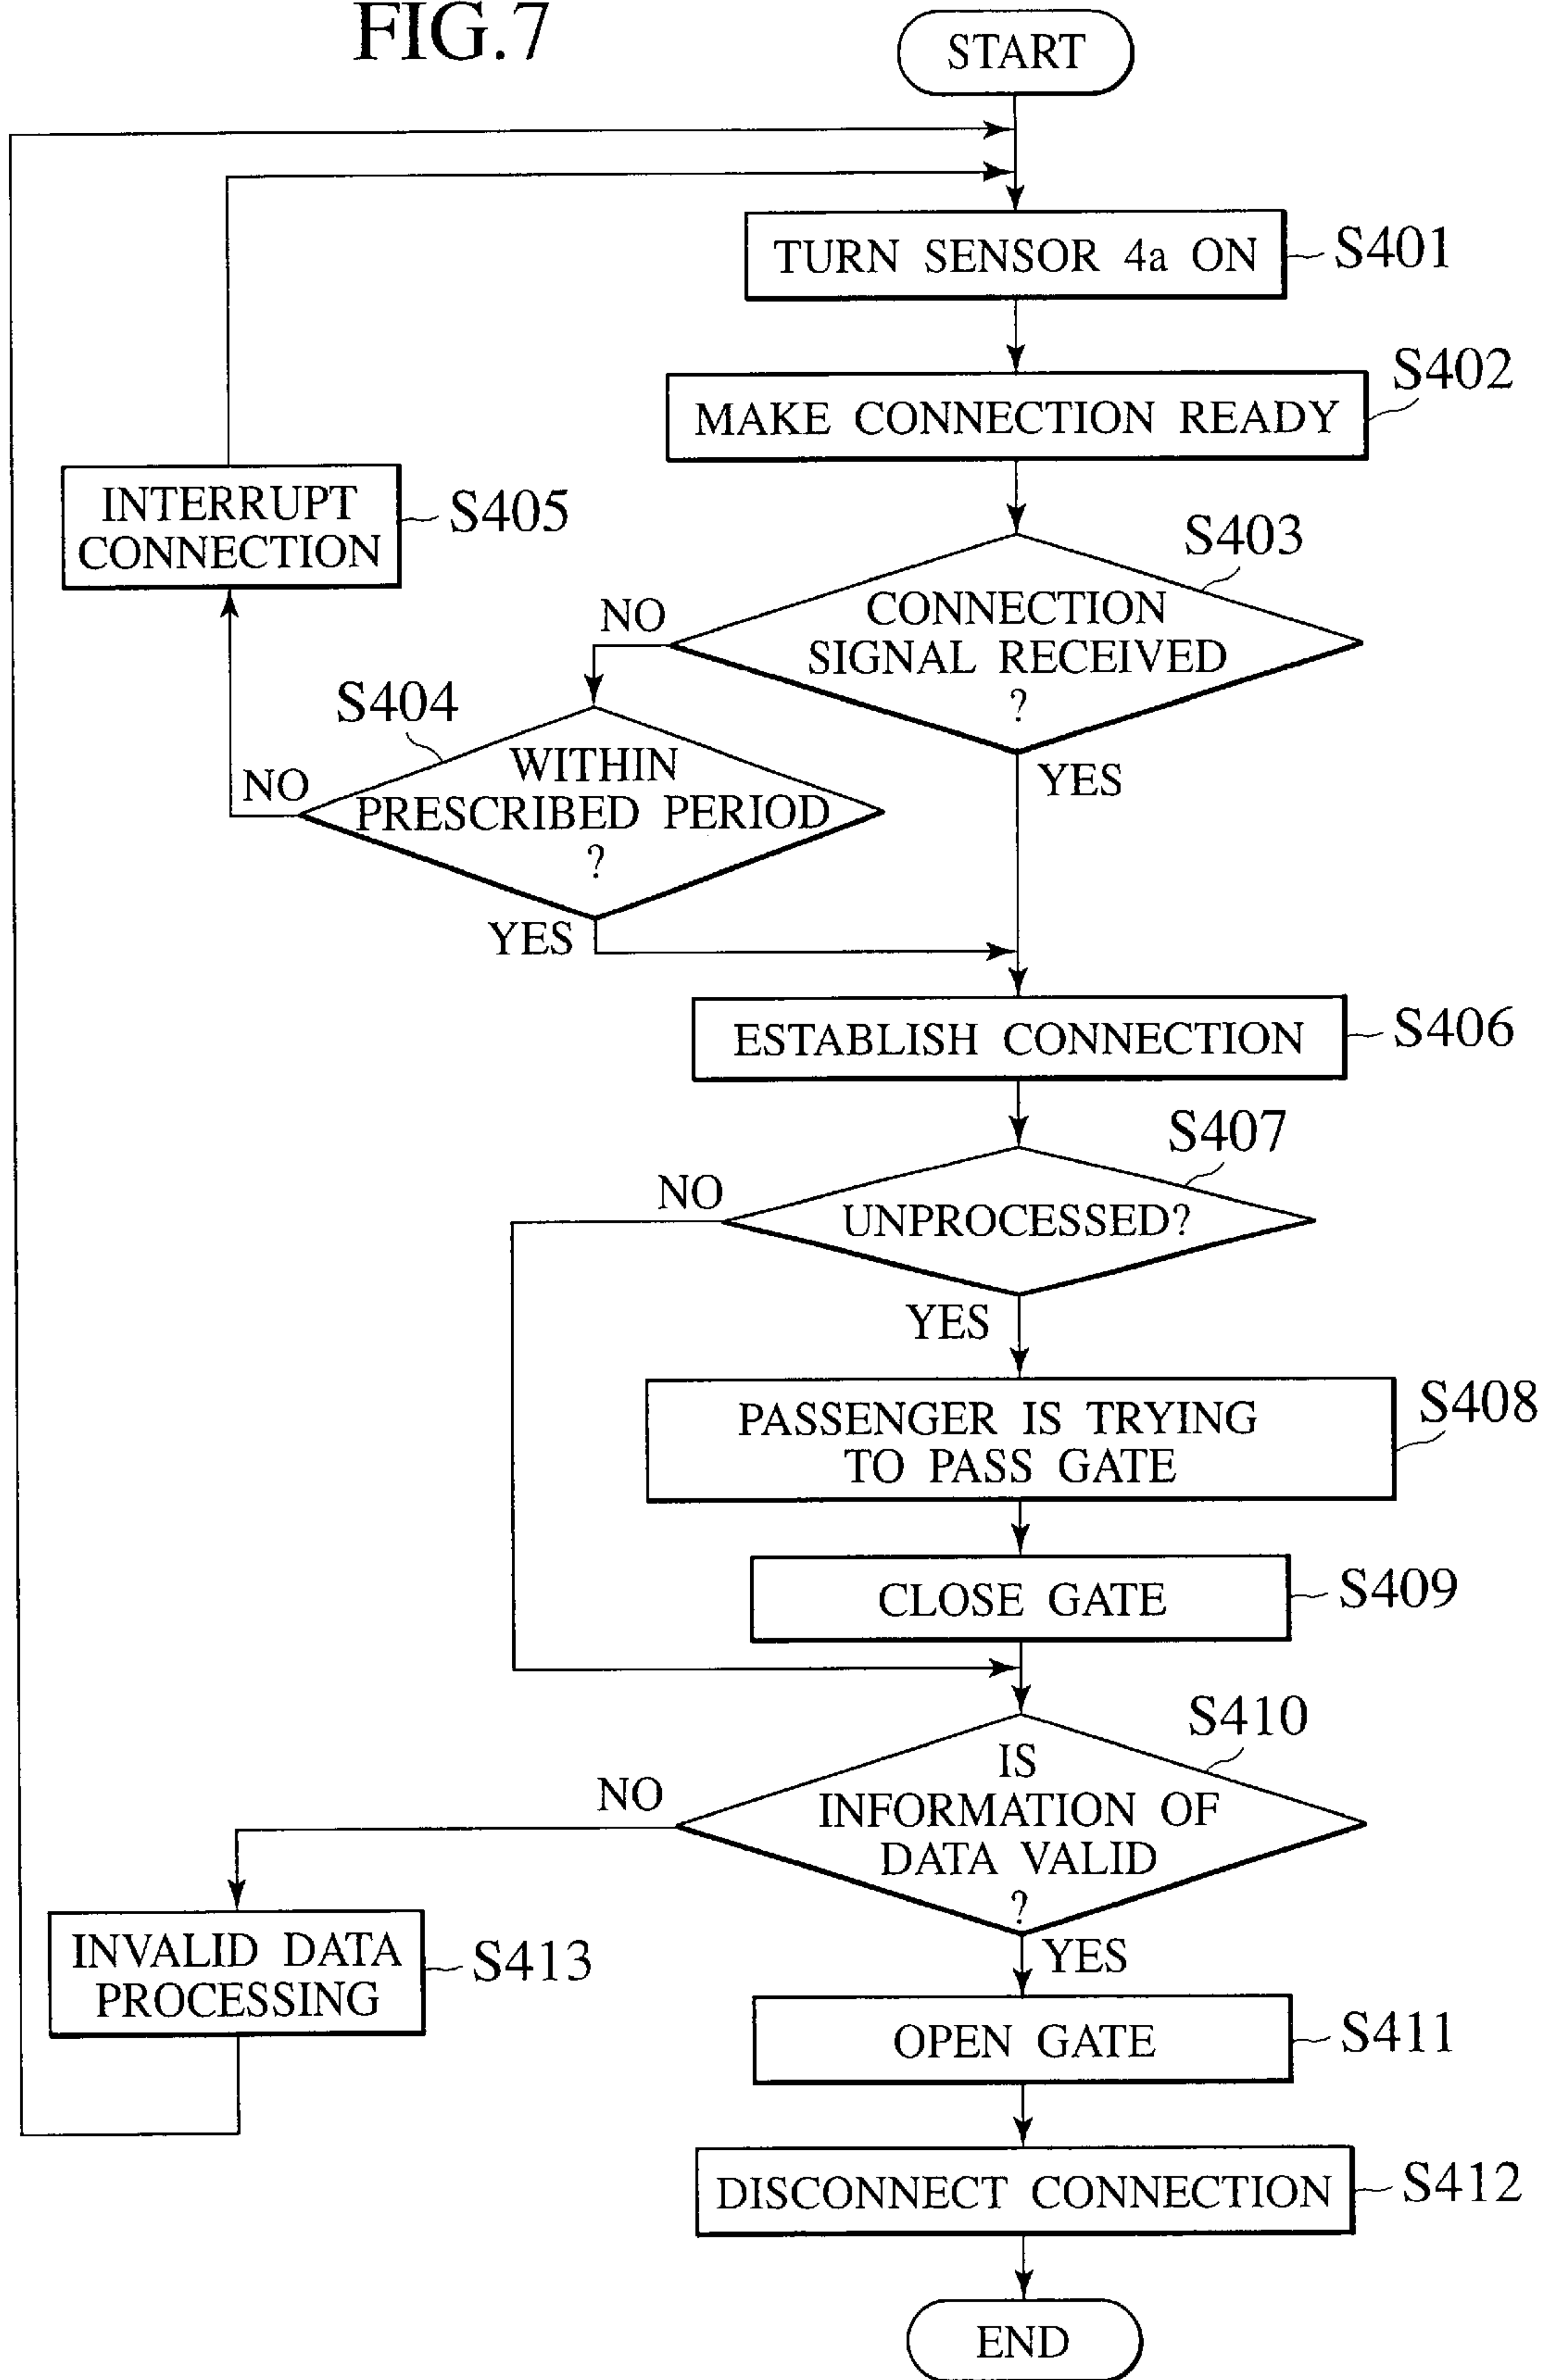 FIG.7
START
TURN SENSOR 4a ON
S401
S402
MAKE CONNECTION READY
INTERRUPT
CONNECTION
S405
S403
CONNECTION
SIGNAL RECEIVED
?
NO
YES
S404
WITHIN
PRESCRIBED PERIOD
?
NO
YES
ESTABLISH CONNECTION
S406
S407
NO
UNPROCESSED?
YES
PASSENGER IS TRYING
TO PASS GATE
S408
CLOSE GATE
S409
S410
IS
INFORMATION OF
DATA VALID
?
NO
YES
INVALID DATA
PROCESSING
S413
OPEN GATE
S411
DISCONNECT CONNECTION
S412
END